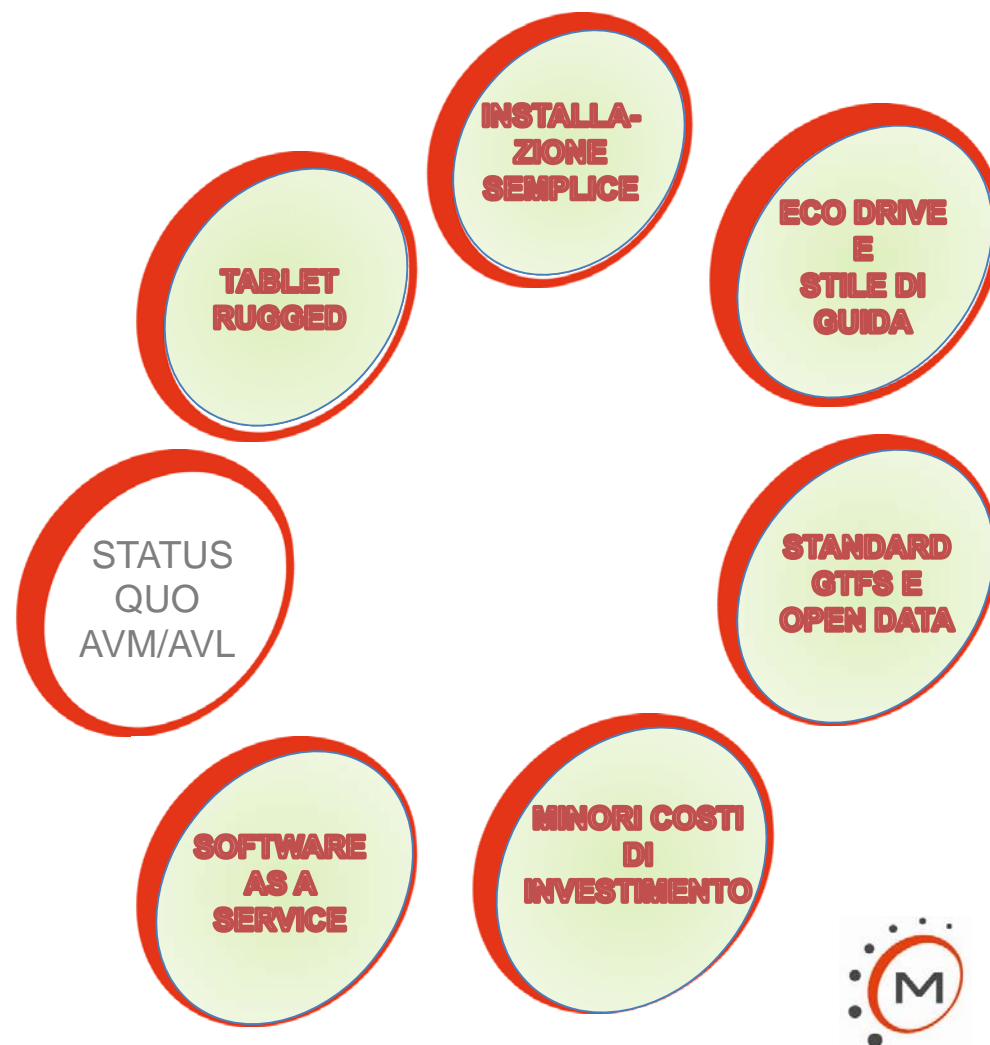 INSTALLA-
ZIONE
SEMPLICE
ECO DRIVE
E
STILE DI
GUIDA
TABLET
RUGGED
STANDARD
GTFS E
OPEN DATA
STATUS
QUO
AVM/AVL
MINORI COSTI
DI
INVESTIMENTO
SOFTWARE
AS A
SERVICE
M